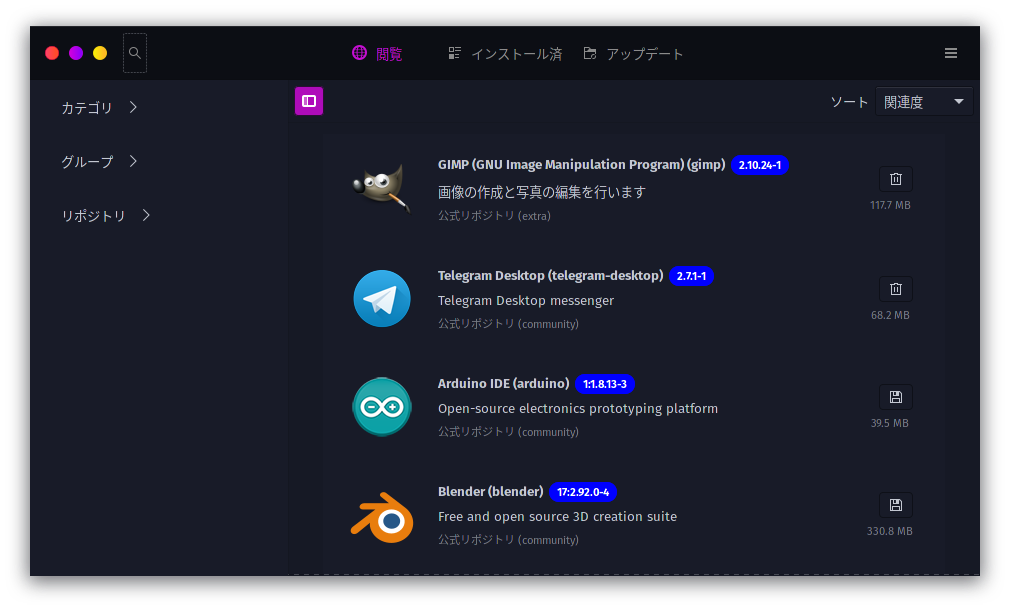 閲覧 インストール済 アップデート
カテゴリ
グループ
リポジトリ
ソート 関連度
GIMP (GNU Image Manipulation Program) (gimp) 2.10.24-1
画像の作成と写真の編集を行います
公式リポジトリ (extra)
117.7 MB
Telegram Desktop (telegram-desktop) 2.7.1-1
Telegram Desktop messenger
公式リポジトリ (community)
68.2 MB
Arduino IDE (arduino) 1:1.8.13-3
Open-source electronics prototyping platform
公式リポジトリ (community)
39.5 MB
Blender (blender) 17:2.92.0-4
Free and open source 3D creation suite
公式リポジトリ (community)
330.8 MB